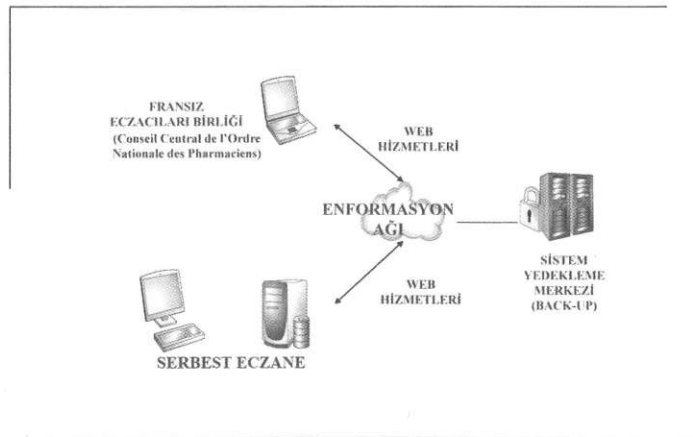 FRANSIZ
ECZACILARI BİRLİĞİ
(Conseil Central de l'Ordre
Nationale des Pharmaciens)
WEB
HİZMETLERİ
ENFORMASYON
AĞI
SİSTEM
YEDEKLEME
MERKEZİ
(BACK-UP)
WEB
HİZMETLERİ
SERBEST ECZANE